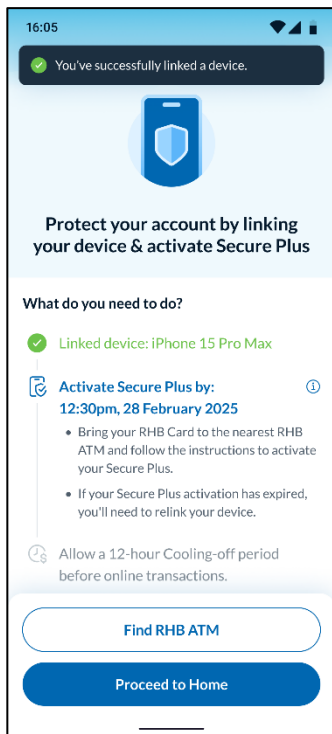 16:05
You've successfully linked a device.
Protect your account by linking
your device & activate Secure Plus
What do you need to do?
Linked device: iPhone 15 Pro Max
Activate Secure Plus by:
12:30pm, 28 February 2025
• Bring your RHB Card to the nearest RHB
ATM and follow the instructions to activate
your Secure Plus.
• If your Secure Plus activation has expired,
you'll need to relink your device.
Allow a 12-hour Cooling-off period
before online transactions.
Find RHB ATM
Proceed to Home